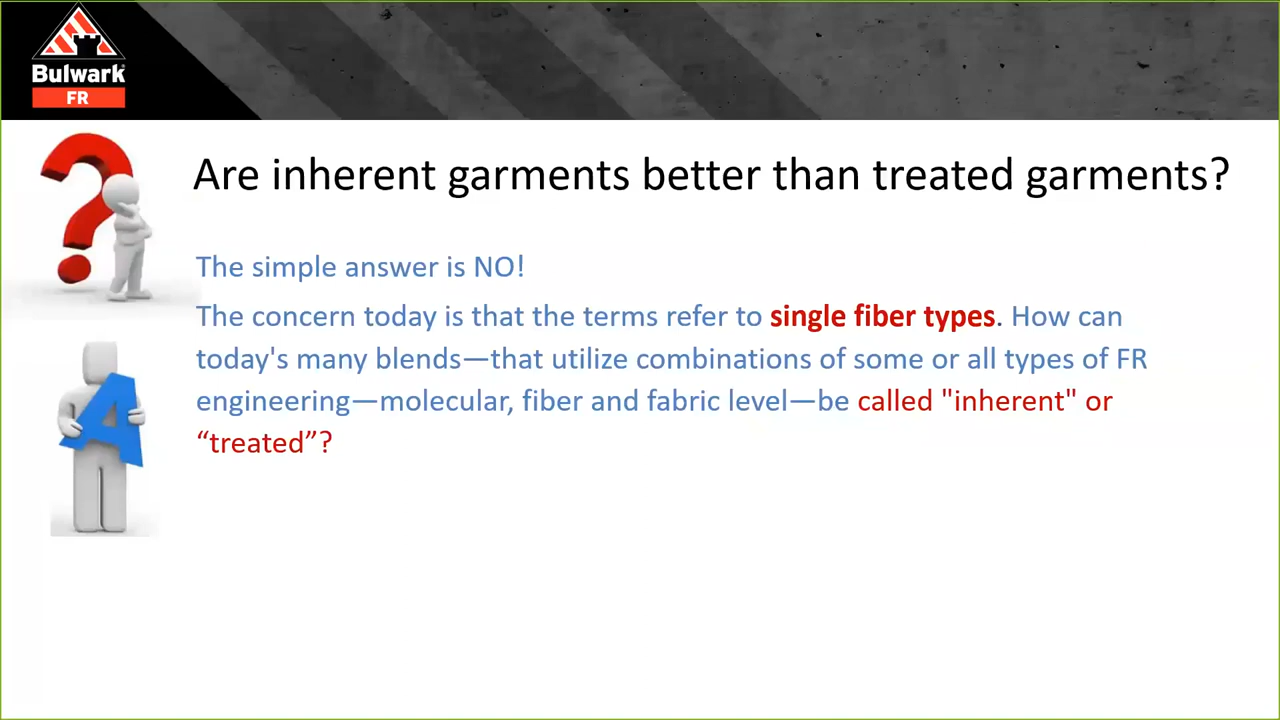 Bulwark
FR
Are inherent garments better than treated garments?
The simple answer is NO!
The concern today is that the terms refer to single fiber types. How can
today's many blends—that utilize combinations of some or all types of FR
engineering—molecular, fiber and fabric level—be called "inherent" or
“treated”?
A